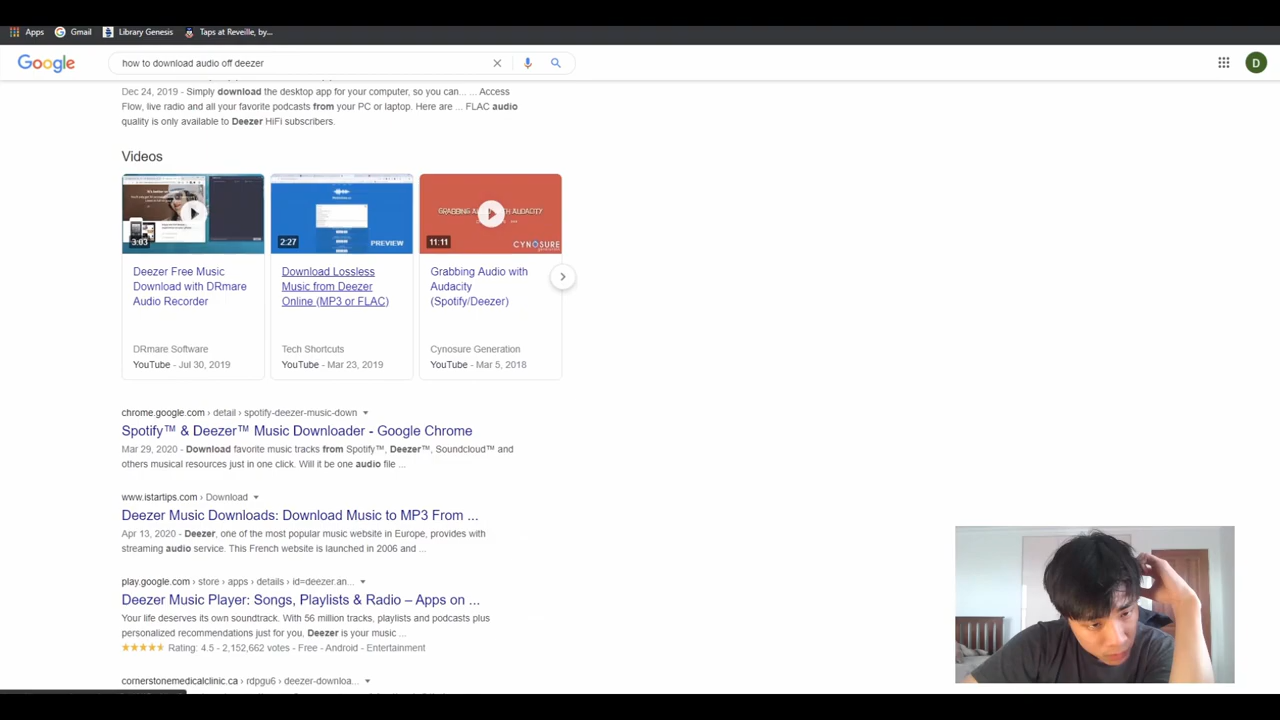 Apps Gmail Library Genesis Taps at Reveille, by...
Google how to download audio off deezer D
Dec 24, 2019 - Simply download the desktop app for your computer, so you can... ... Access
Flow, live radio and all your favorite podcasts from your PC or laptop. Here are ... FLAC audio
quality is only available to Deezer HiFi subscribers.
Videos
3:03
2:27
PREVIEW
GRABBING AUDIO WITH AUDACITY
11:11
CYNOSURE
Deezer Free Music
Download with DRmare
Audio Recorder
DRmare Software
YouTube - Jul 30, 2019
Download Lossless
Music from Deezer
Online (MP3 or FLAC)
Tech Shortcuts
YouTube - Mar 23, 2019
Grabbing Audio with
Audacity
(Spotify/Deezer)
Cynosure Generation
YouTube - Mar 5, 2018
chrome.google.com › detail › spotify-deezer-music-down
Spotify™ & Deezer™ Music Downloader - Google Chrome
Mar 29, 2020 - Download favorite music tracks from Spotify™, Deezer™, Soundcloud™ and
others musical resources just in one click. Will it be one audio file ...
www.istartips.com › Download
Deezer Music Downloads: Download Music to MP3 From ...
Apr 13, 2020 - Deezer, one of the most popular music website in Europe, provides with
streaming audio service. This French website is launched in 2006 and ...
play.google.com › store › apps › details › id=deezer.an...
Deezer Music Player: Songs, Playlists & Radio – Apps on ...
Your life deserves its own soundtrack. With 56 million tracks, playlists and podcasts plus
personalized recommendations just for you, Deezer is your music ...
Rating: 4.5 - 2,152,662 votes - Free - Android - Entertainment
cornerstonemedicalclinic.ca › rdpgu6 › deezer-downloa...